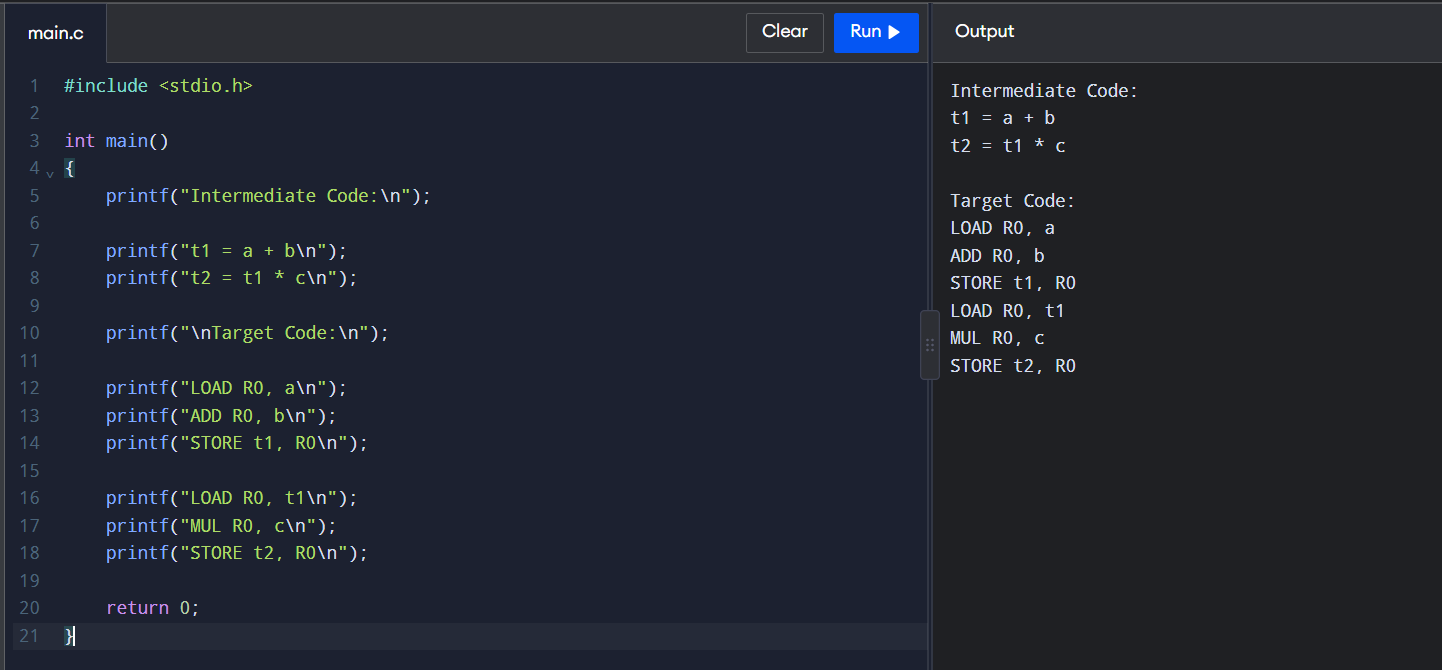 main.c
Clear
Run
1 #include <stdio.h>
2
3 int main()
4 {
5     printf("Intermediate Code:\n");
6
7     printf("t1 = a + b\n");
8     printf("t2 = t1 * c\n");
9
10     printf("\nTarget Code:\n");
11
12     printf("LOAD R0, a\n");
13     printf("ADD R0, b\n");
14     printf("STORE t1, R0\n");
15
16     printf("LOAD R0, t1\n");
17     printf("MUL R0, c\n");
18     printf("STORE t2, R0\n");
19
20     return 0;
21 }
Output
Intermediate Code:
t1 = a + b
t2 = t1 * c

Target Code:
LOAD R0, a
ADD R0, b
STORE t1, R0
LOAD R0, t1
MUL R0, c
STORE t2, R0